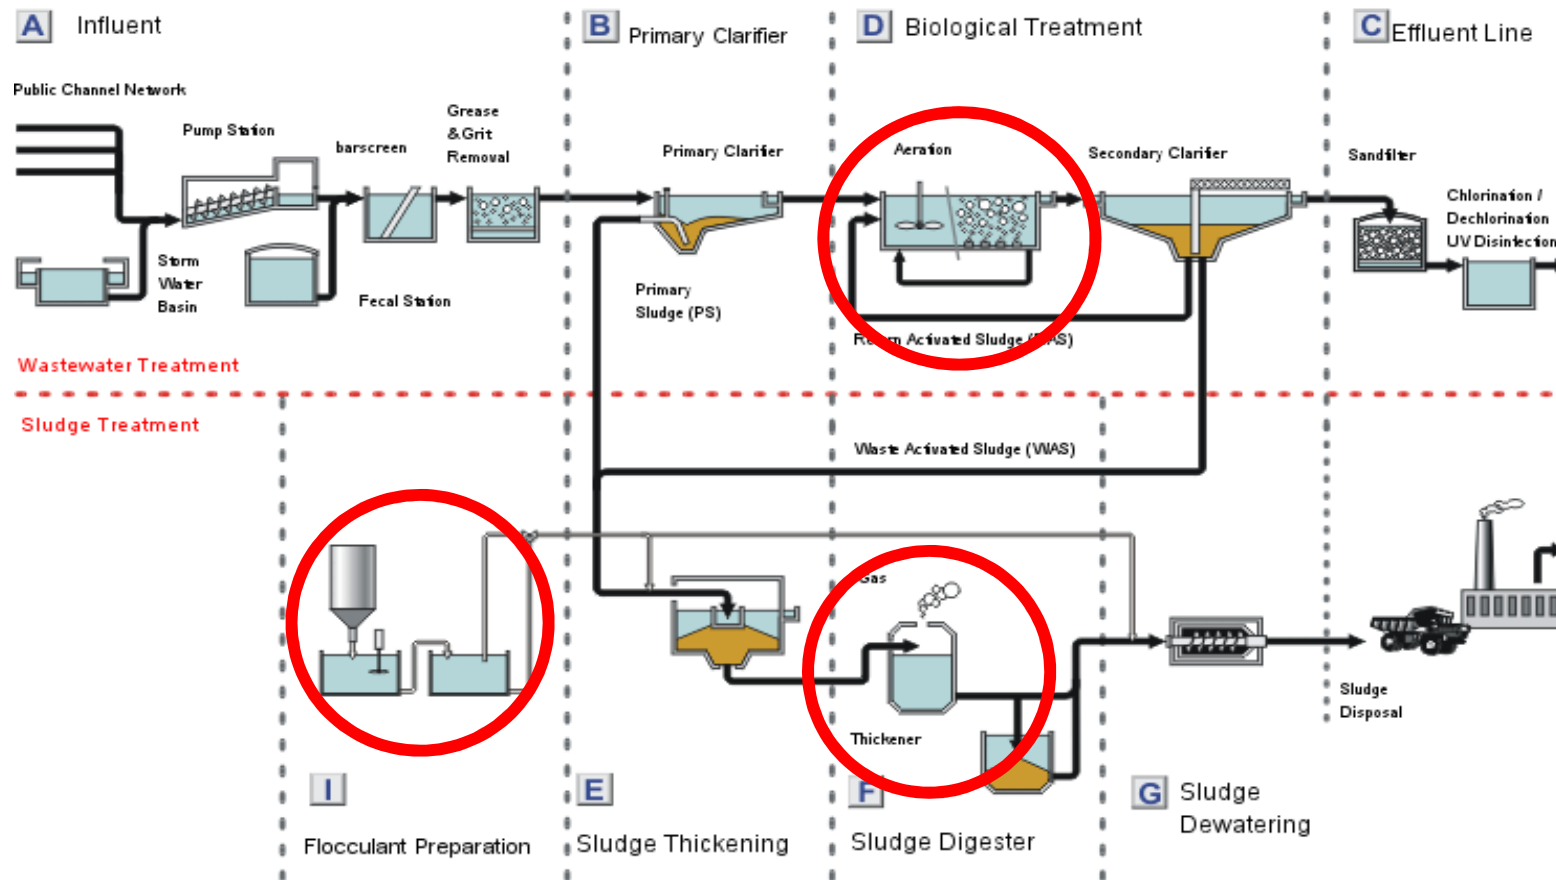 A Influent
B Primary Clarifier
D Biological Treatment
C Effluent Line
Public Channel Network
Pump Station
barscreen
Grease
&Grit
Removal
Primary Clarifier
Aeration
Secondary Clarifier
Sandfilter
Chlorination /
Dechlorination
UV Disintection
Storm
Water
Basin
Fecal Station
Primary
Sludge (PS)
Activated Sludge
Wastewater Treatment
Sludge Treatment
Waste Activated Sludge (WAS)
Gas
Thickener
Sludge
Disposal
I
Flocculant Preparation
E
Sludge Thickening
F
Sludge Digester
G Sludge
Dewatering